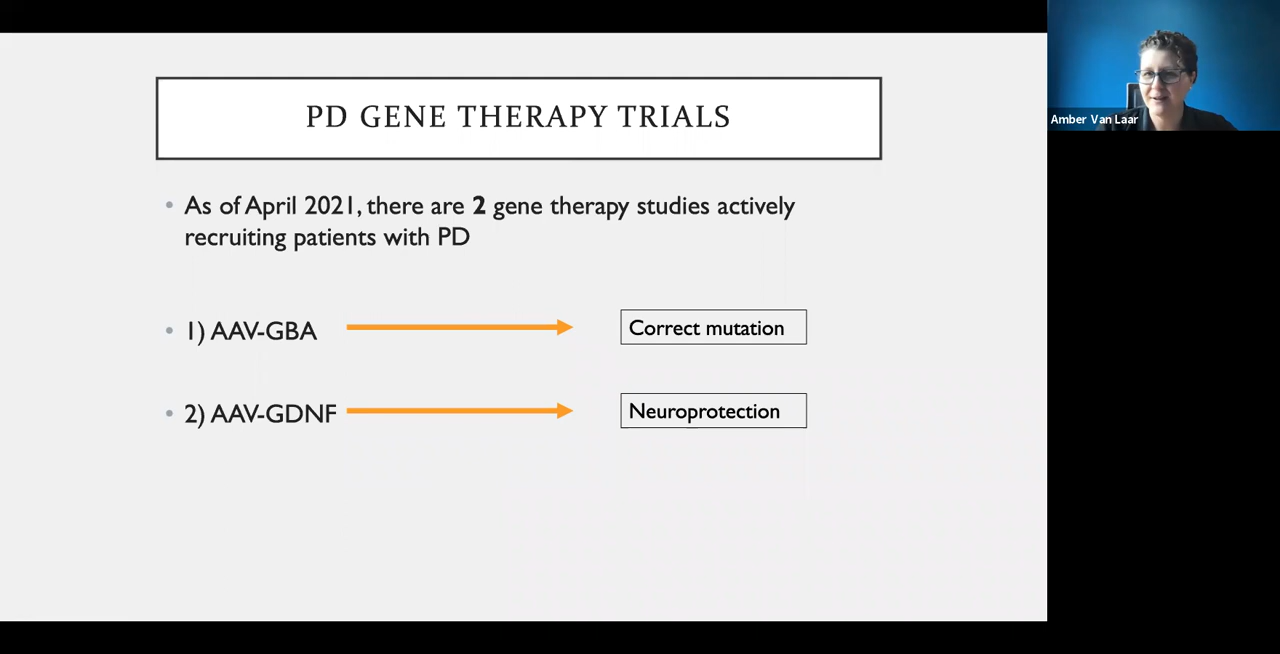 PD GENE THERAPY TRIALS
• As of April 2021, there are 2 gene therapy studies actively
recruiting patients with PD
• 1) AAV-GBA
Correct mutation
• 2) AAV-GDNF
Neuroprotection
Amber Van Laar